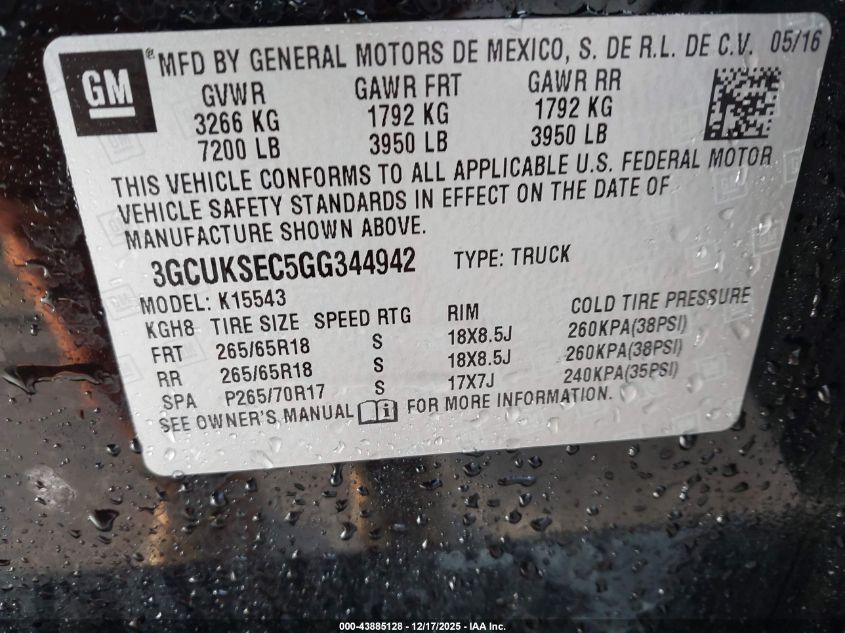 GM
®MFD BY GENERAL MOTORS DE MEXICO, S. DE R.L. DE C.V. 05/16
GVWR GAWR FRT GAWR RR
3266 KG 1792 KG 1792 KG
7200 LB 3950 LB 3950 LB
THIS VEHICLE CONFORMS TO ALL APPLICABLE U.S. FEDERAL MOTOR
VEHICLE SAFETY STANDARDS IN EFFECT ON THE DATE OF
MANUFACTURE SHOWN ABOVE.
3GCUKSEC5GG344942 TYPE: TRUCK
MODEL: K15543
KGH8 TIRE SIZE SPEED RTG RIM COLD TIRE PRESSURE
FRT 265/65R18 S 18X8.5J 260KPA(38PSI)
RR 265/65R18 S 18X8.5J 260KPA(38PSI)
SPA P265/70R17 S 17X7J 240KPA(35PSI)
SEE OWNER'S MANUAL FOR MORE INFORMATION.
000-43885128 - 12/17/2025 - IAA Inc.